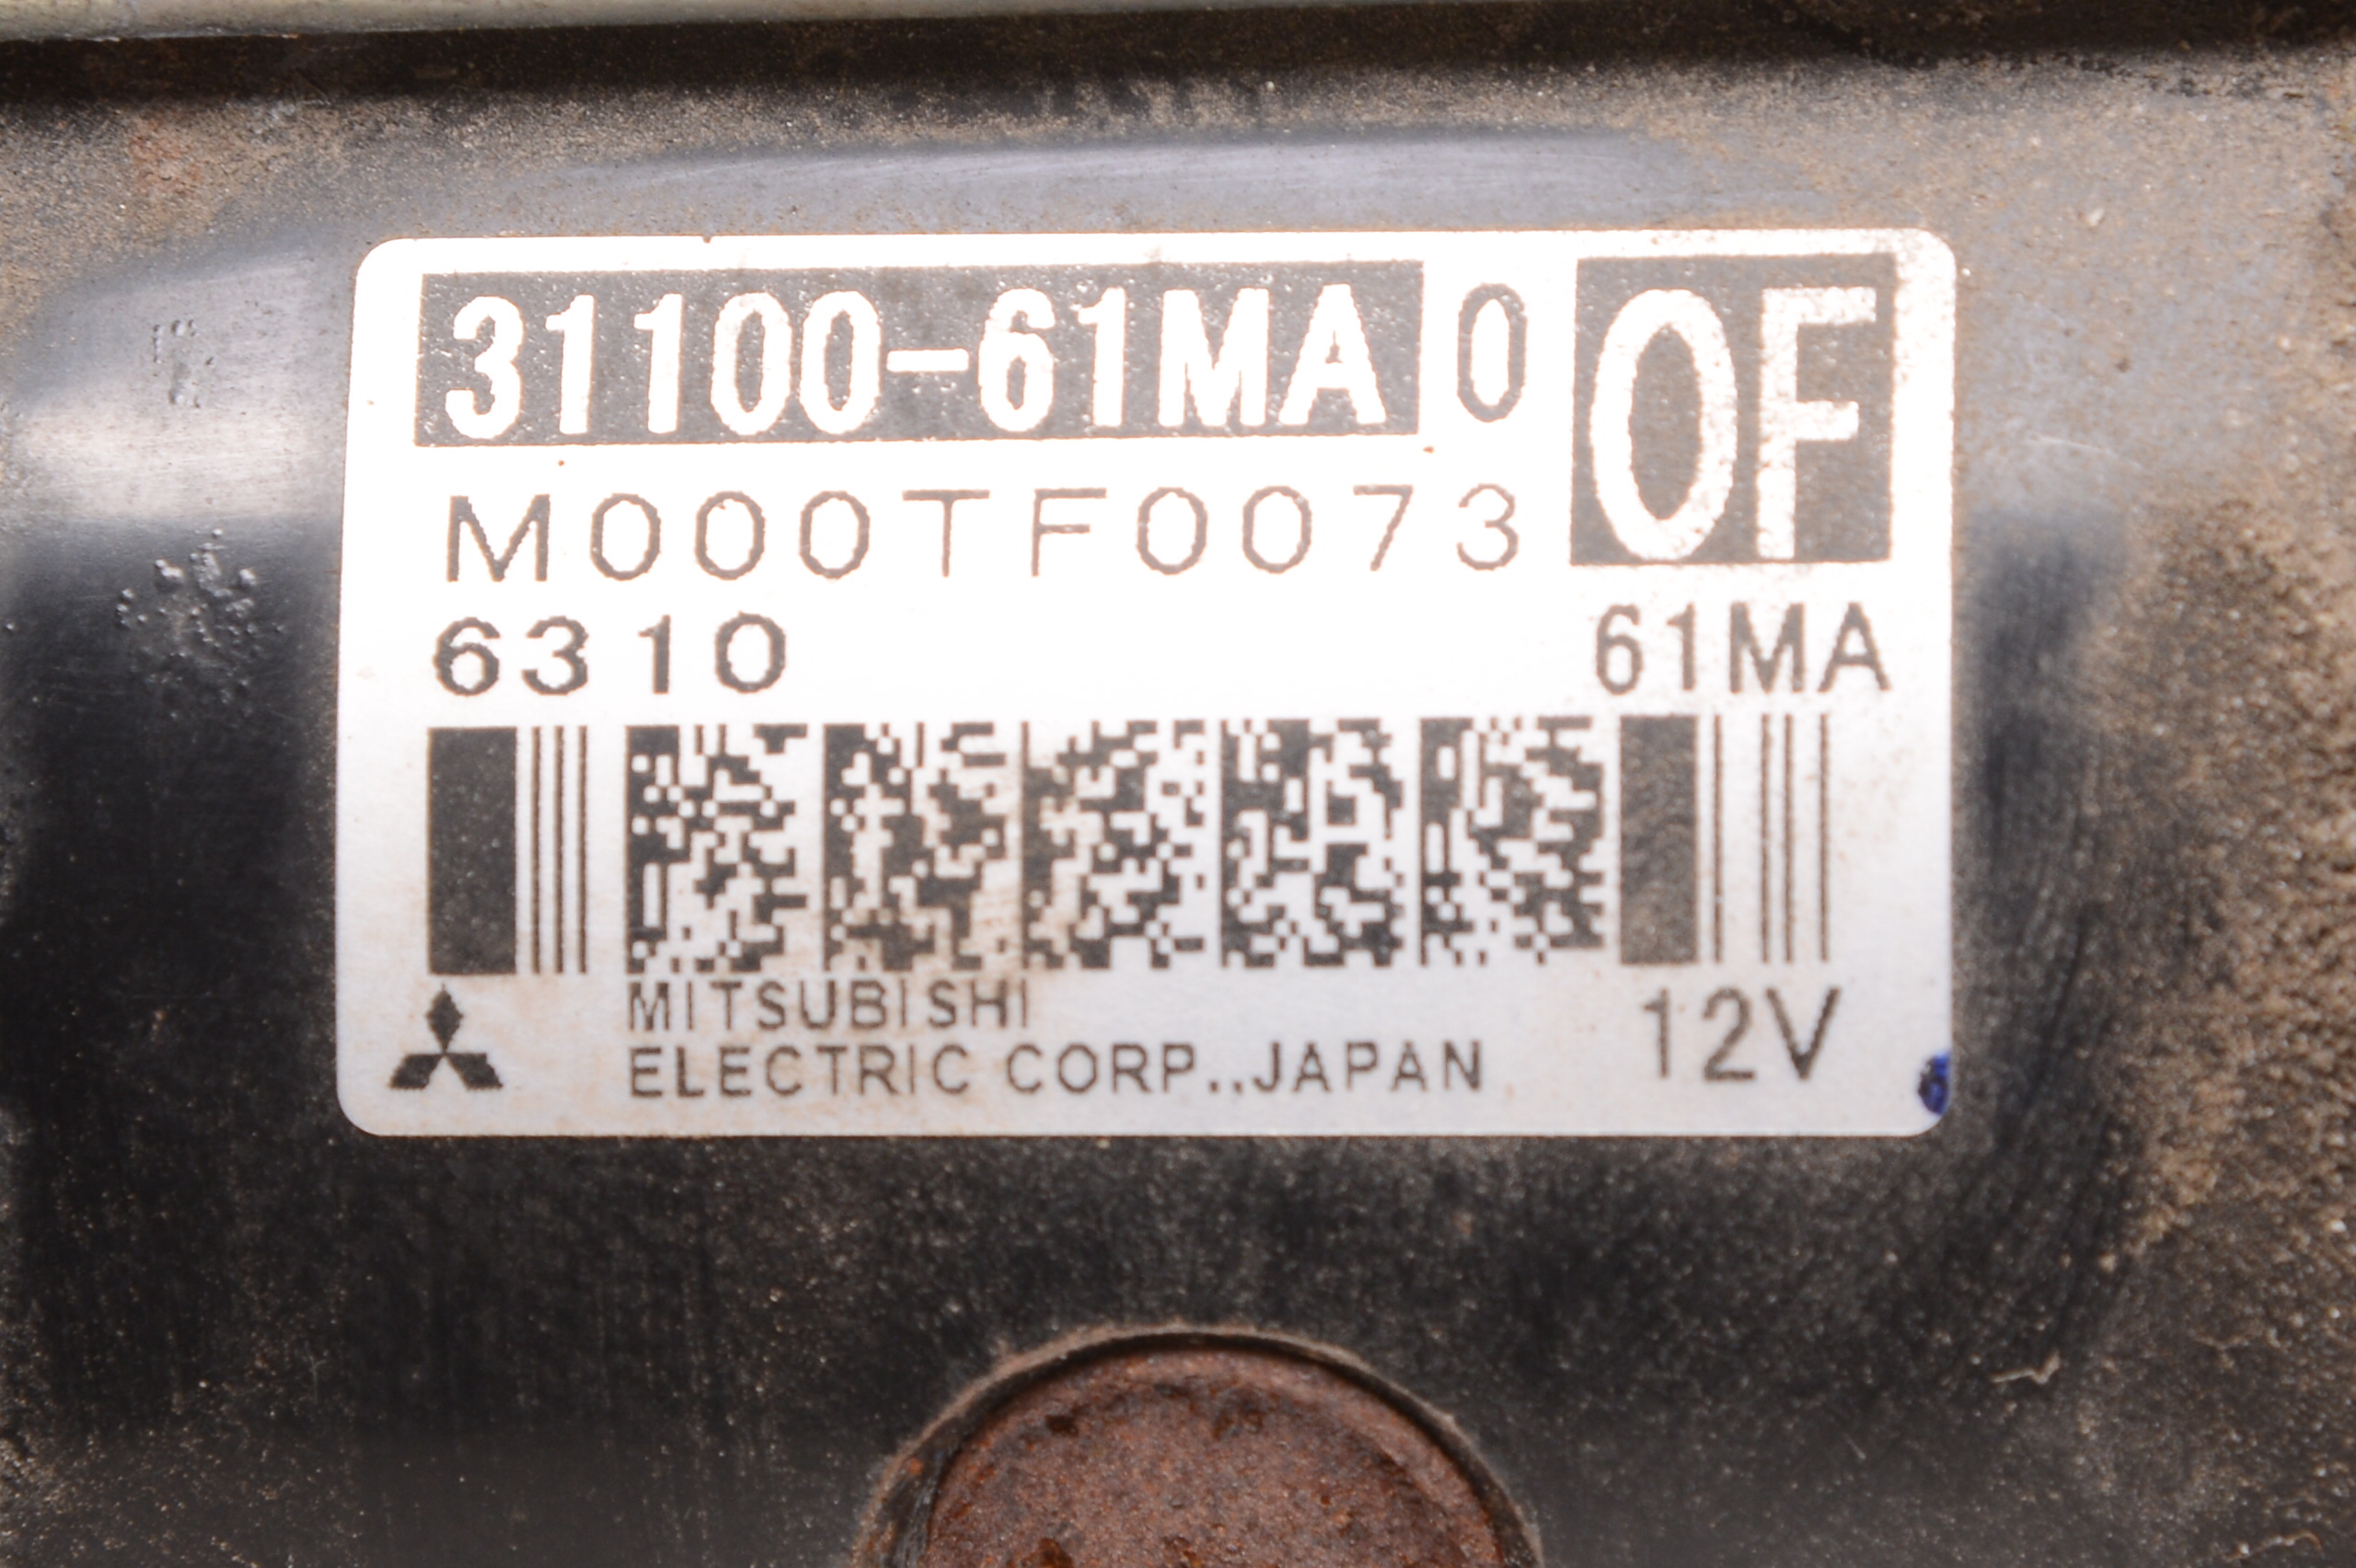 31100-61MA 0 0F
M000TF0073
6310 61MA
MITSUBISHI
ELECTRIC CORP.,JAPAN 12V